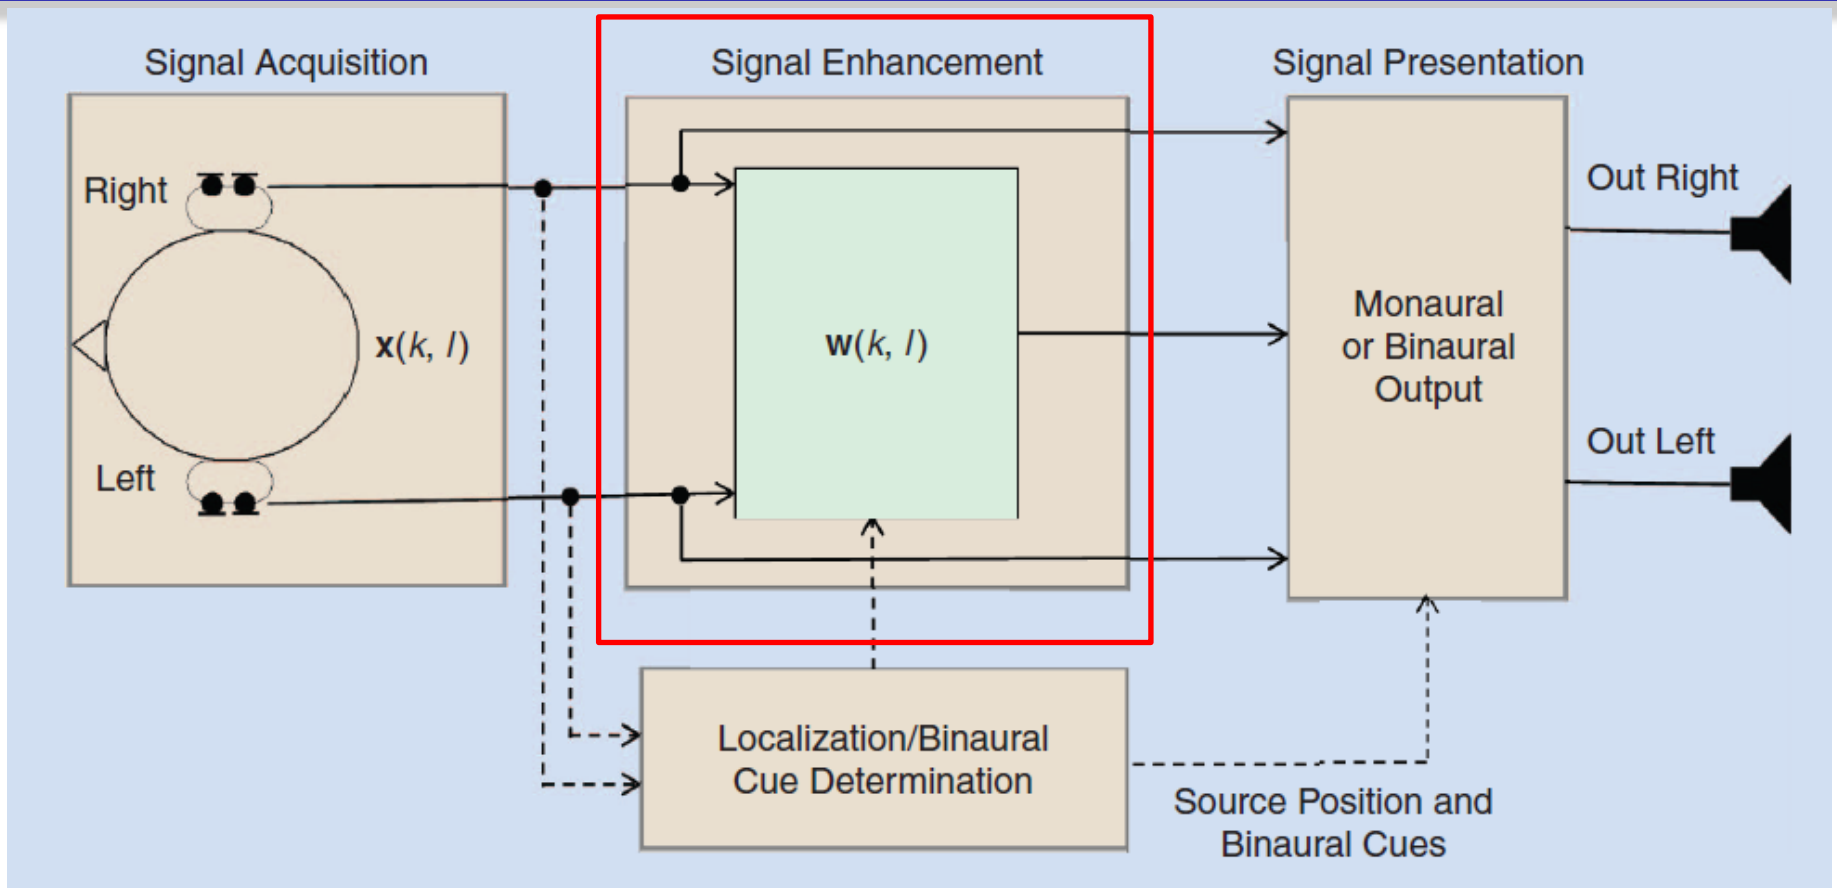 Signal Acquisition
Signal Enhancement
Signal Presentation
Right
x(k, l)
Left
w(k, l)
Monaural
or Binaural
Output
Out Right
Out Left
Localization/Binaural
Cue Determination
Source Position and
Binaural Cues